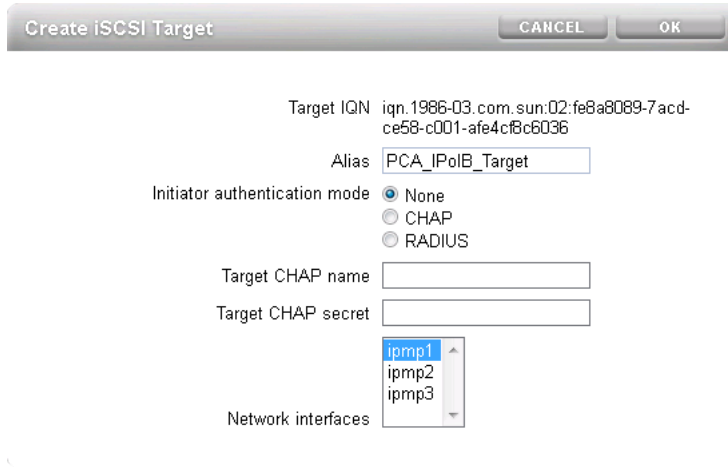 Create iSCSI Target CANCEL OK
Target IQN iqn.1986-03.com.sun:02:fe8a8089-7acd-
ce58-c001-afe4cf8c6036
Alias PCA_IPoIB_Target
Initiator authentication mode None
CHAP
RADIUS
Target CHAP name
Target CHAP secret
ipmp1
ipmp2
ipmp3
Network interfaces